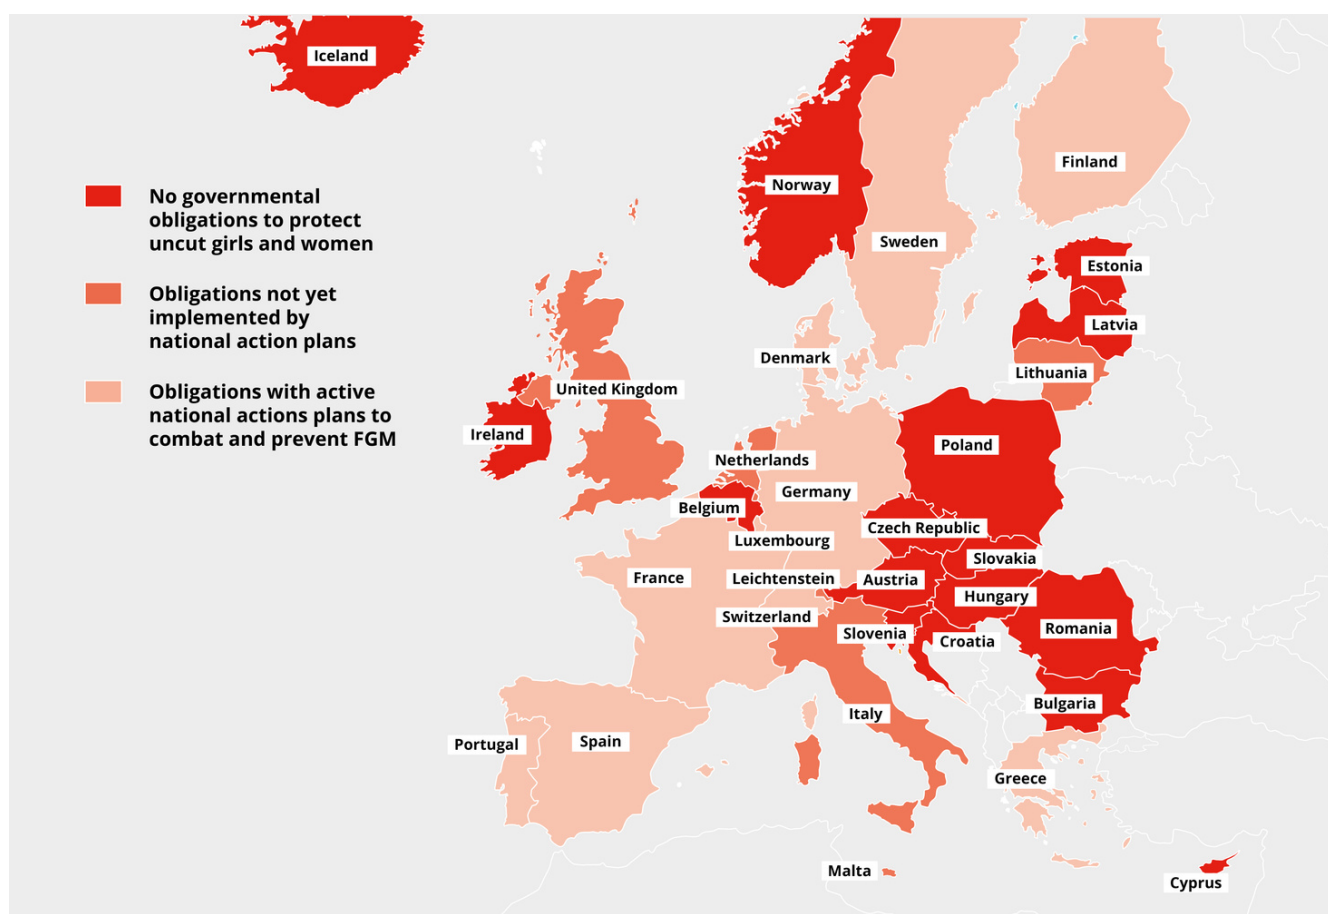 Iceland
No governmental
obligations to protect
uncut girls and women
Obligations not yet
implemented by
national action plans
Obligations with active
national actions plans to
combat and prevent FGM
Norway
Finland
Sweden
Estonia
Latvia
Denmark
Lithuania
United Kingdom
Ireland
Poland
Netherlands
Germany
Belgium
Czech Republic
Luxembourg
Slovakia
France
Leichtenstein
Austria
Hungary
Switzerland
Slovenia
Croatia
Romania
Bulgaria
Italy
Portugal
Spain
Greece
Malta
Cyprus